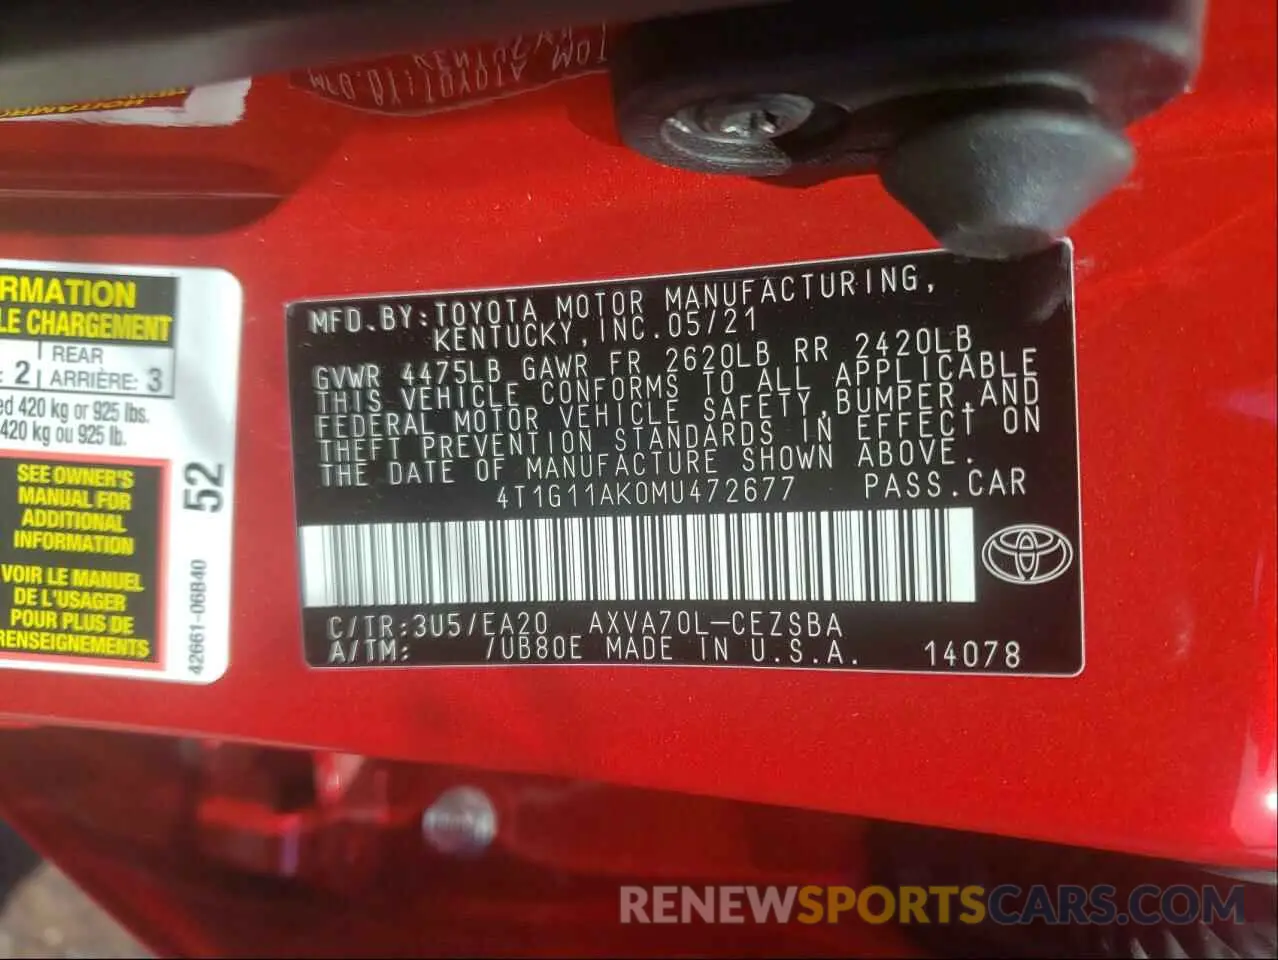 RMATION
LE CHARGEMENT
: 2 REAR ARRIÈRE: 3
ed 420 kg or 925 lbs.
420 kg ou 925 lb.
SEE OWNER'S
MANUAL FOR
ADDITIONAL
INFORMATION
VOIR LE MANUEL
DE L'USAGER
POUR PLUS DE
RENSEIGNEMENTS
52
42661-06B40
MFD.BY:TOYOTA MOTOR MANUFACTURING,
KENTUCKY,INC.05/21
GVWR 4475LB GAWR FR 2620LB RR 2420LB
THIS VEHICLE CONFORMS TO ALL APPLICABLE
FEDERAL MOTOR VEHICLE SAFETY,BUMPER,AND
THEFT PREVENTION STANDARDS IN EFFECT ON
THE DATE OF MANUFACTURE SHOWN ABOVE.
4T1G11AK0MU472677 PASS.CAR
C/TR:3U5/EA20 AXVA70L-CEZSBA
A/TM: /UB80E MADE IN U.S.A. 14078
RENEWSPORTSCARS.COM